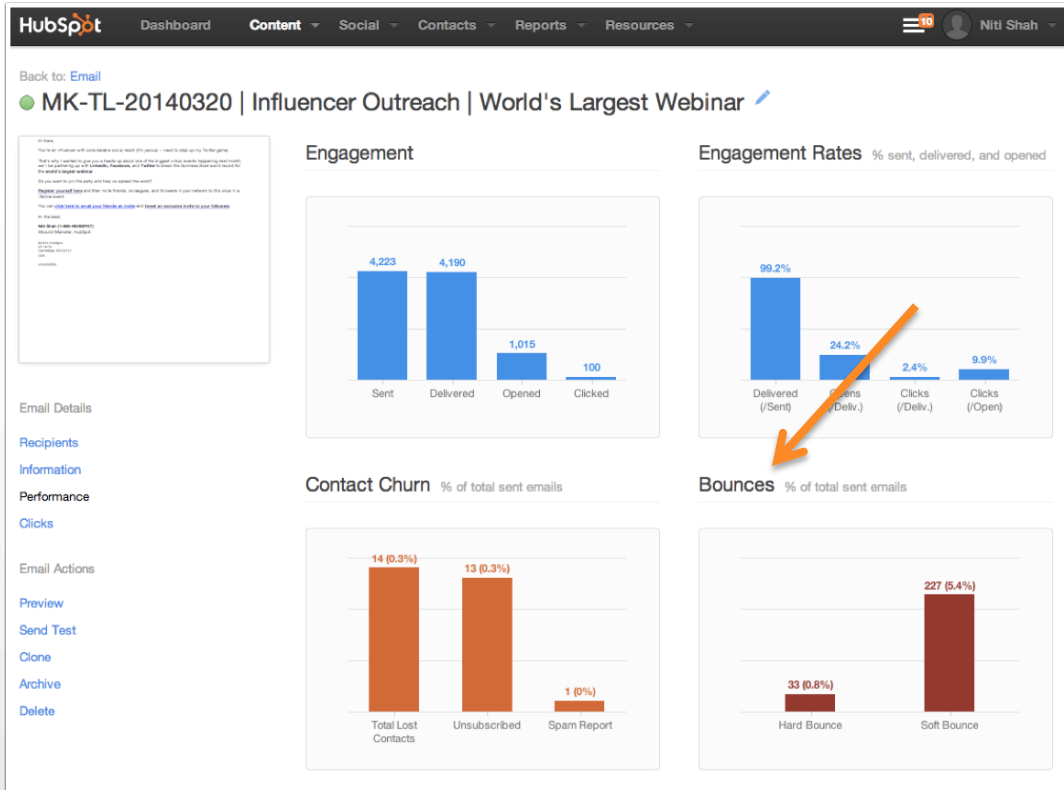 HubSpot Dashboard Content Social Contacts Reports Resources 10 Niti Shah
Back to: Email
MK-TL-20140320 | Influencer Outreach | World's Largest Webinar
Engagement
4,223
4,190
1,015
100
Sent Delivered Opened Clicked
Engagement Rates % sent, delivered, and opened
99.2%
24.2%
2.4%
9.9%
Delivered
(/Sent)
(/Deliv.)
Clicks
(/Deliv.)
Clicks
(/Open)
Email Details
Recipients
Information
Performance
Clicks
Email Actions
Preview
Send Test
Clone
Archive
Delete
Contact Churn % of total sent emails
14 (0.3%)
13 (0.3%)
1 (0%)
Total Lost
Contacts
Unsubscribed
Spam Report
Bounces % of total sent emails
33 (0.8%)
227 (5.4%)
Hard Bounce
Soft Bounce